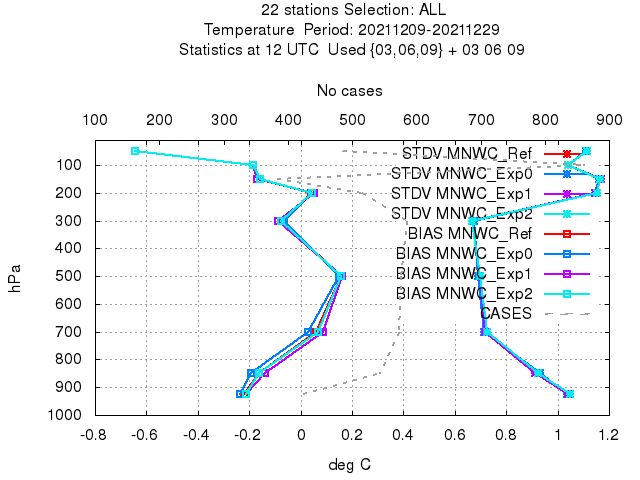 22 stations Selection: ALL
Temperature  Period: 20211209-20211229
Statistics at 12 UTC  Used {03,06,09} + 03 06 09
No cases
100 200 300 400 500 600 700 800 900
STDV MNWC_Ref
STDV MNWC_Exp0
STDV MNWC_Exp1
STDV MNWC_Exp2
BIAS MNWC_Ref
BIAS MNWC_Exp0
BIAS MNWC_Exp1
BIAS MNWC_Exp2
CASES
hPa
100
200
300
400
500
600
700
800
900
1000
-0.8 -0.6 -0.4 -0.2 0 0.2 0.4 0.6 0.8 1 1.2
deg C